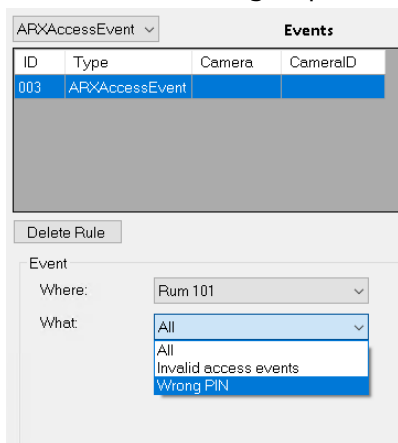 ARXAccessEvent Events
ID Type Camera CameraID
003 ARXAccessEvent
Delete Rule
Event
Where: Rum 101
What: All
All
Invalid access events
Wrong PIN